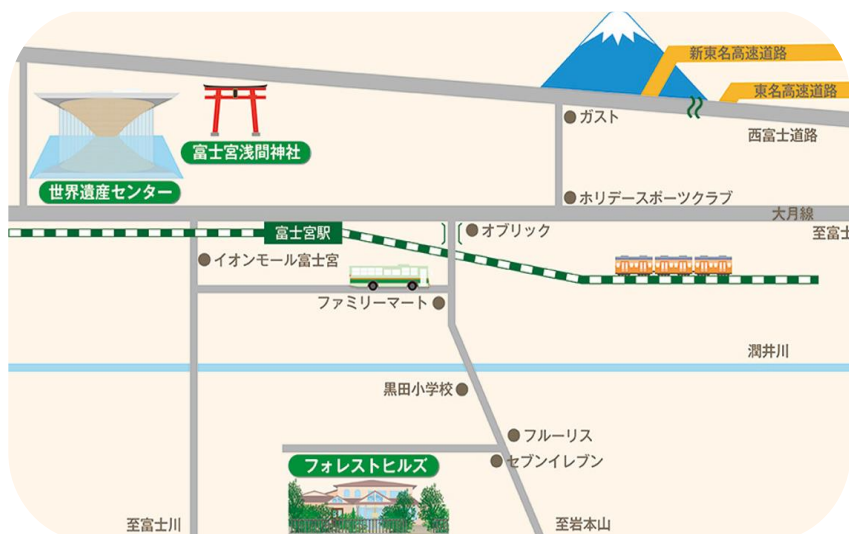 新東名高速道路
東名高速道路
ガスト
西富士道路
富士宮浅間神社
世界遺産センター
ホリデースポーツクラブ
大月線
富士宮駅
オブリック
至富士
イオンモール富士宮
ファミリーマート
潤井川
黒田小学校
フルーリス
セブンイレブン
フォレストヒルズ
至富士川
至岩本山